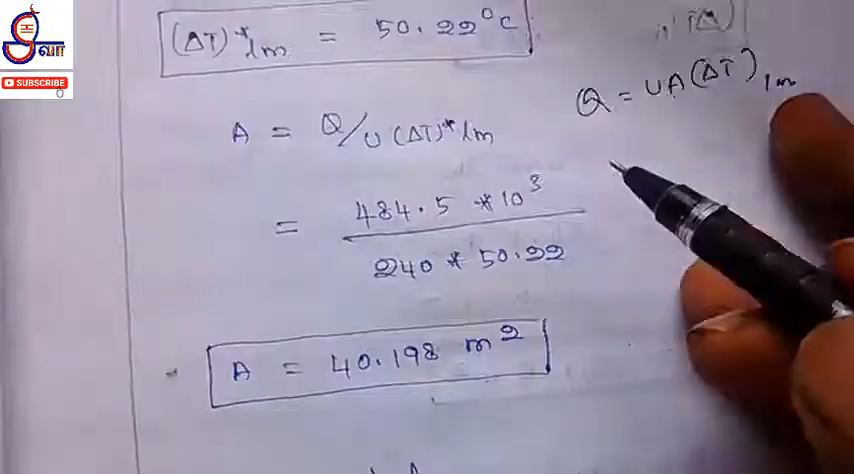 சிவா
SUBSCRIBE
(ΔT)*lm = 50.22°C
Q = UA(ΔT)lm
A = Q/U(ΔT)*lm
= 484.5 * 10³
240 * 50.22
A = 40.198 m²